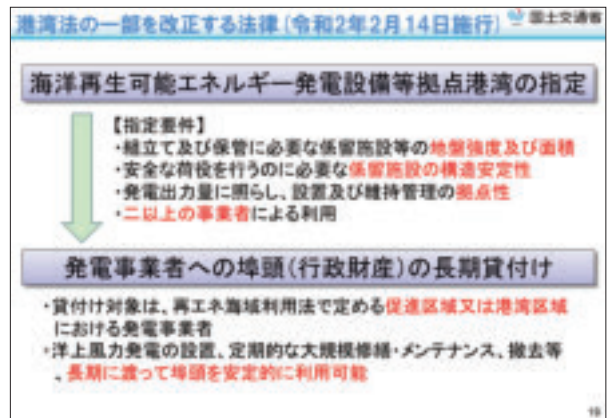 港湾法の一部を改正する法律(令和2年2月14日施行)
国土交通省
海洋再生可能エネルギー発電設備等拠点港湾の指定
【指定要件】
・組立て及び保管に必要な係留施設等の地盤強度及び面積
・安全な荷役を行うのに必要な係留施設の構造安定性
・発電出力量に照らし、設置及び維持管理の拠点性
・二以上の事業者による利用
発電事業者への埠頭(行政財産)の長期貸付け
・貸付け対象は、再エネ海域利用法で定める促進区域又は港湾区域
における発電事業者
・洋上風力発電の設置、定期的な大規模修繕・メンテナンス、撤去等
、長期に渡って埠頭を安定的に利用可能